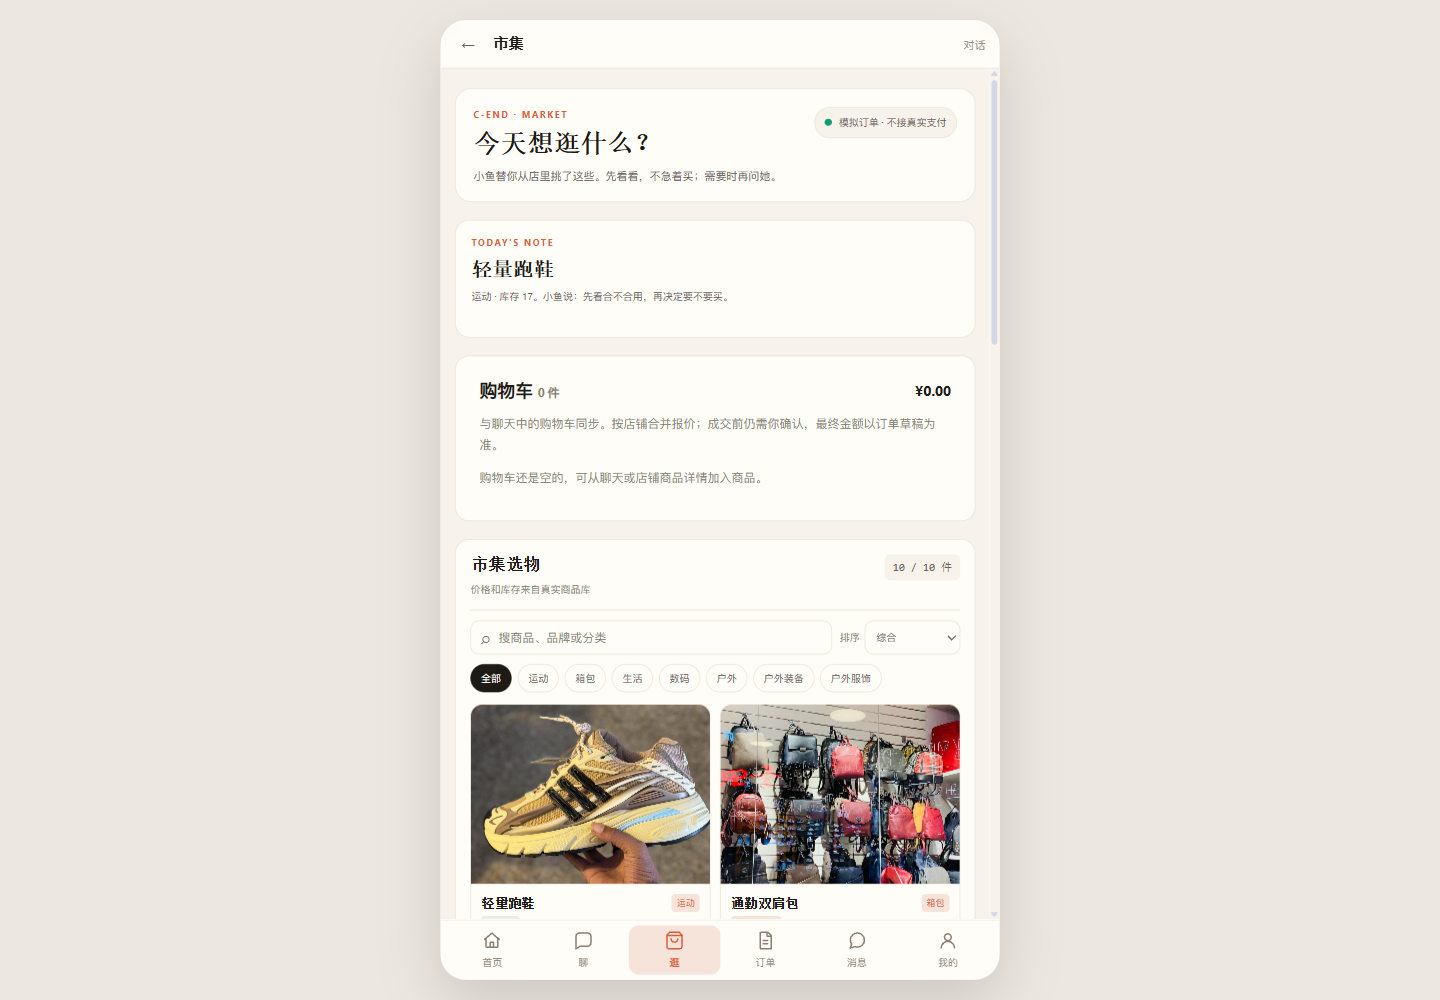 ← 市集
对话
C-END · MARKET
今天想逛什么？
模拟订单 · 不接真实支付
小鱼替你从店里挑了这些。先看看，不急着买；需要时再问她。
TODAY'S NOTE
轻量跑鞋
运动 · 库存 17。小鱼说：先看合不合用，再决定要不要买。
购物车 0 件
¥0.00
与聊天中的购物车同步。按店铺合并报价；成交前仍需你确认，最终金额以订单草稿为
准。
购物车还是空的，可从聊天或店铺商品详情加入商品。
市集选物
10 / 10 件
价格和库存来自真实商品库
搜商品、品牌或分类
排序 综合
全部 运动 箱包 生活 数码 户外 户外装备 户外服饰
轻量跑鞋 运动
通勤双肩包 箱包
首页 聊 逛 订单 消息 我的